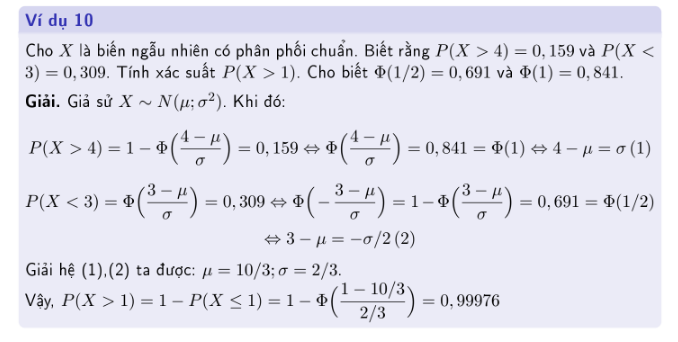 Ví dụ 10
Cho X là biến ngẫu nhiên có phân phối chuẩn. Biết rằng P(X > 4) = 0, 159 và P(X <
3) = 0, 309. Tính xác suất P(X > 1). Cho biết Φ(1/2) = 0, 691 và Φ(1) = 0, 841.
Giải. Giả sử X ∼ N(μ; σ²). Khi đó:
P(X > 4) = 1 − Φ((4 − μ)/σ) = 0, 159 ⇔ Φ((4 − μ)/σ) = 0, 841 = Φ(1) ⇔ 4 − μ = σ (1)
P(X < 3) = Φ((3 − μ)/σ) = 0, 309 ⇔ Φ(−(3 − μ)/σ) = 1 − Φ((3 − μ)/σ) = 0, 691 = Φ(1/2)
⇔ 3 − μ = −σ/2 (2)
Giải hệ (1),(2) ta được: μ = 10/3; σ = 2/3.
Vậy, P(X > 1) = 1 − P(X ≤ 1) = 1 − Φ((1 − 10/3)/(2/3)) = 0, 99976